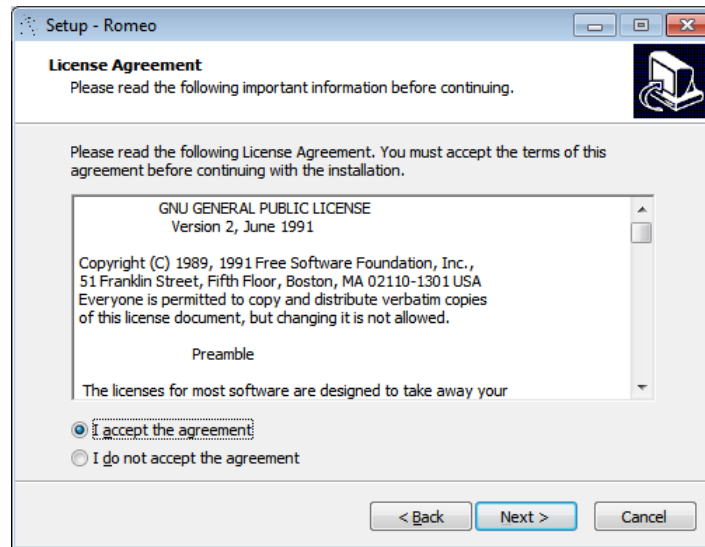 Setup - Romeo
License Agreement
Please read the following important information before continuing.
Please read the following License Agreement. You must accept the terms of this
agreement before continuing with the installation.
GNU GENERAL PUBLIC LICENSE
Version 2, June 1991
Copyright (C) 1989, 1991 Free Software Foundation, Inc.,
51 Franklin Street, Fifth Floor, Boston, MA 02110-1301 USA
Everyone is permitted to copy and distribute verbatim copies
of this license document, but changing it is not allowed.
Preamble
The licenses for most software are designed to take away your
I accept the agreement
I do not accept the agreement
< Back Next > Cancel